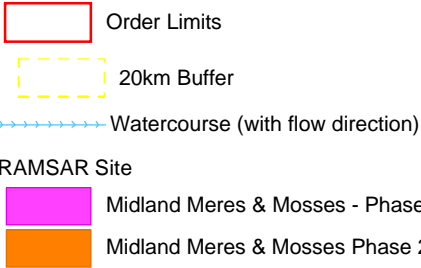 Order Limits
20km Buffer
Watercourse (with flow direction)
RAMSAR Site
Midland Meres & Mosses - Phase
Midland Meres & Mosses Phase 2